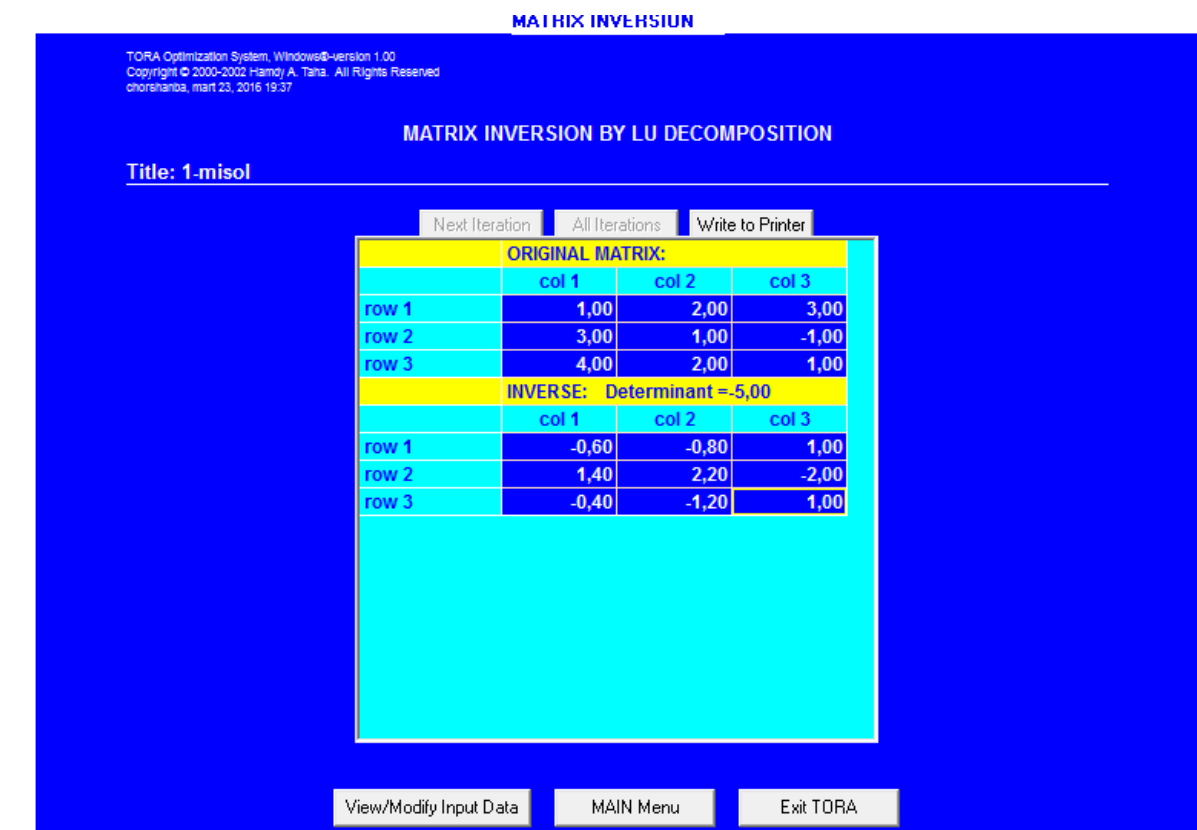 MATRIX INVERSION
TORA Optimization System, Windows®-version 1.00
Copyright © 2000-2002 Hamdy A. Taha. All Rights Reserved
chorshanba, mart 23, 2016 19:37
MATRIX INVERSION BY LU DECOMPOSITION
Title: 1-misol
Next Iteration All Iterations Write to Printer
ORIGINAL MATRIX:
col 1 col 2 col 3
row 1 1,00 2,00 3,00
row 2 3,00 1,00 -1,00
row 3 4,00 2,00 1,00
INVERSE: Determinant =-5,00
col 1 col 2 col 3
row 1 -0,60 -0,80 1,00
row 2 1,40 2,20 -2,00
row 3 -0,40 -1,20 1,00
View/Modify Input Data MAIN Menu Exit TORA